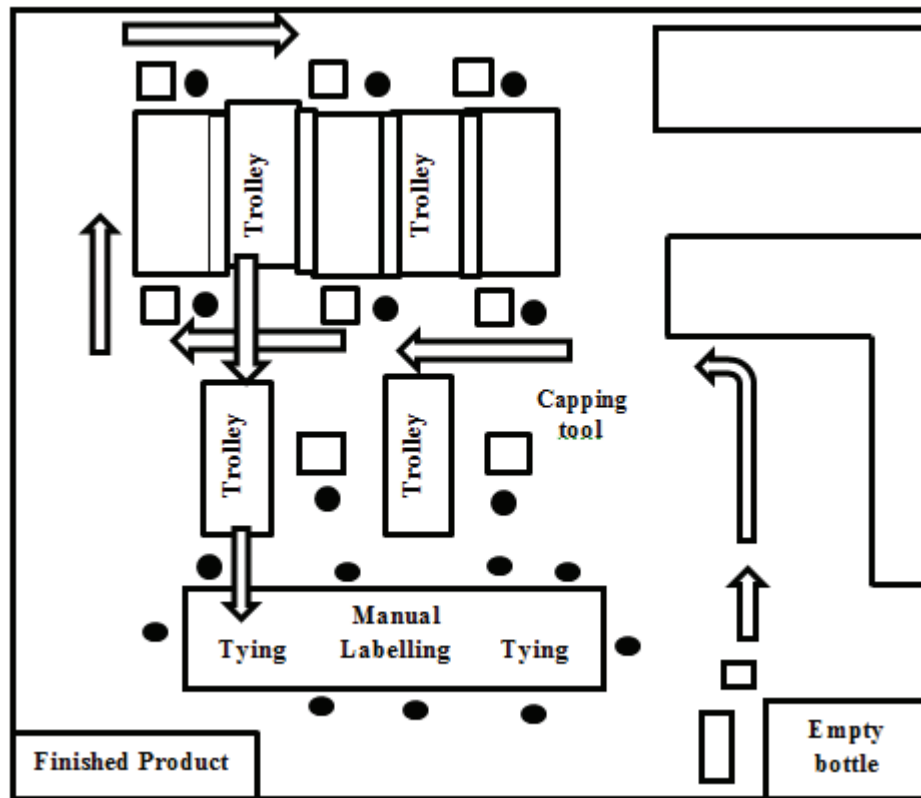 Trolley
Trolley
Capping
tool
Trolley
Trolley
Manual
Tying
Labelling
Tying
Finished Product
Empty
bottle